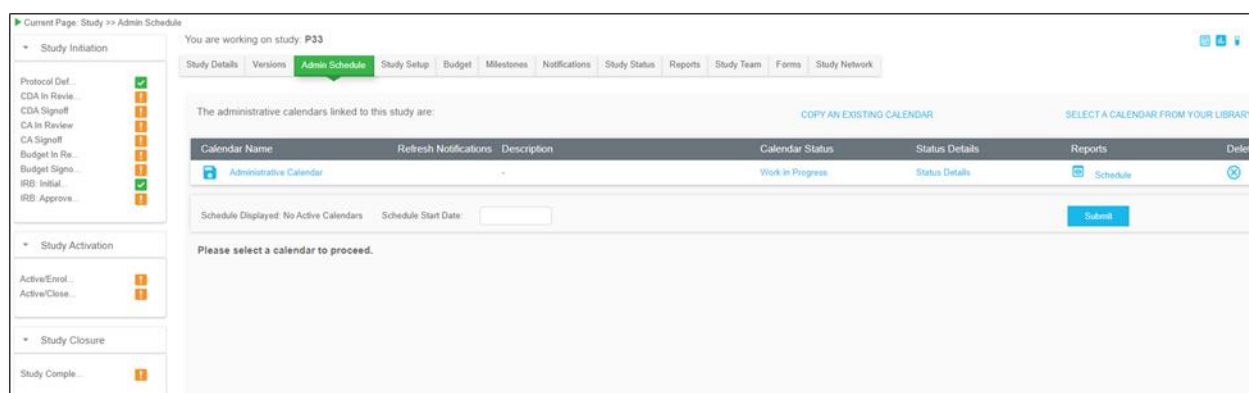 Current Page: Study >> Admin Schedule
Study Initiation
Protocol Def...
CDA In Revie...
CDA Signoff
CA In Review
CA Signoff
Budget In Re...
Budget Signo...
IRB: Initial...
IRB: Approve...
Study Activation
Active/Enrol...
Active/Close...
Study Closure
Study Comple...
You are working on study: P33
Study Details Versions Admin Schedule Study Setup Budget Milestones Notifications Study Status Reports Study Team Forms Study Network
The administrative calendars linked to this study are: COPY AN EXISTING CALENDAR SELECT A CALENDAR FROM YOUR LIBRARY
Calendar Name Refresh Notifications Description Calendar Status Status Details Reports Delet
Administrative Calendar - Work in Progress Status Details Schedule
Schedule Displayed: No Active Calendars Schedule Start Date: Submit
Please select a calendar to proceed.